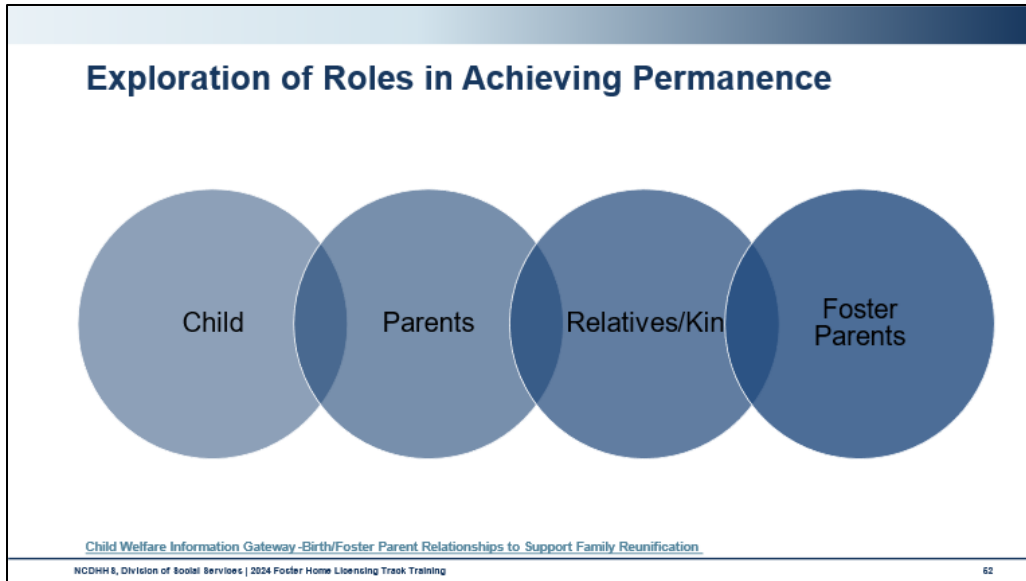 Exploration of Roles in Achieving Permanence
Child
Parents
Relatives/Kin
Foster
Parents
Child Welfare Information Gateway -Birth/Foster Parent Relationships to Support Family Reunification
NCDHHS, Division of Social Services | 2024 Foster Home Licensing Track Training
62